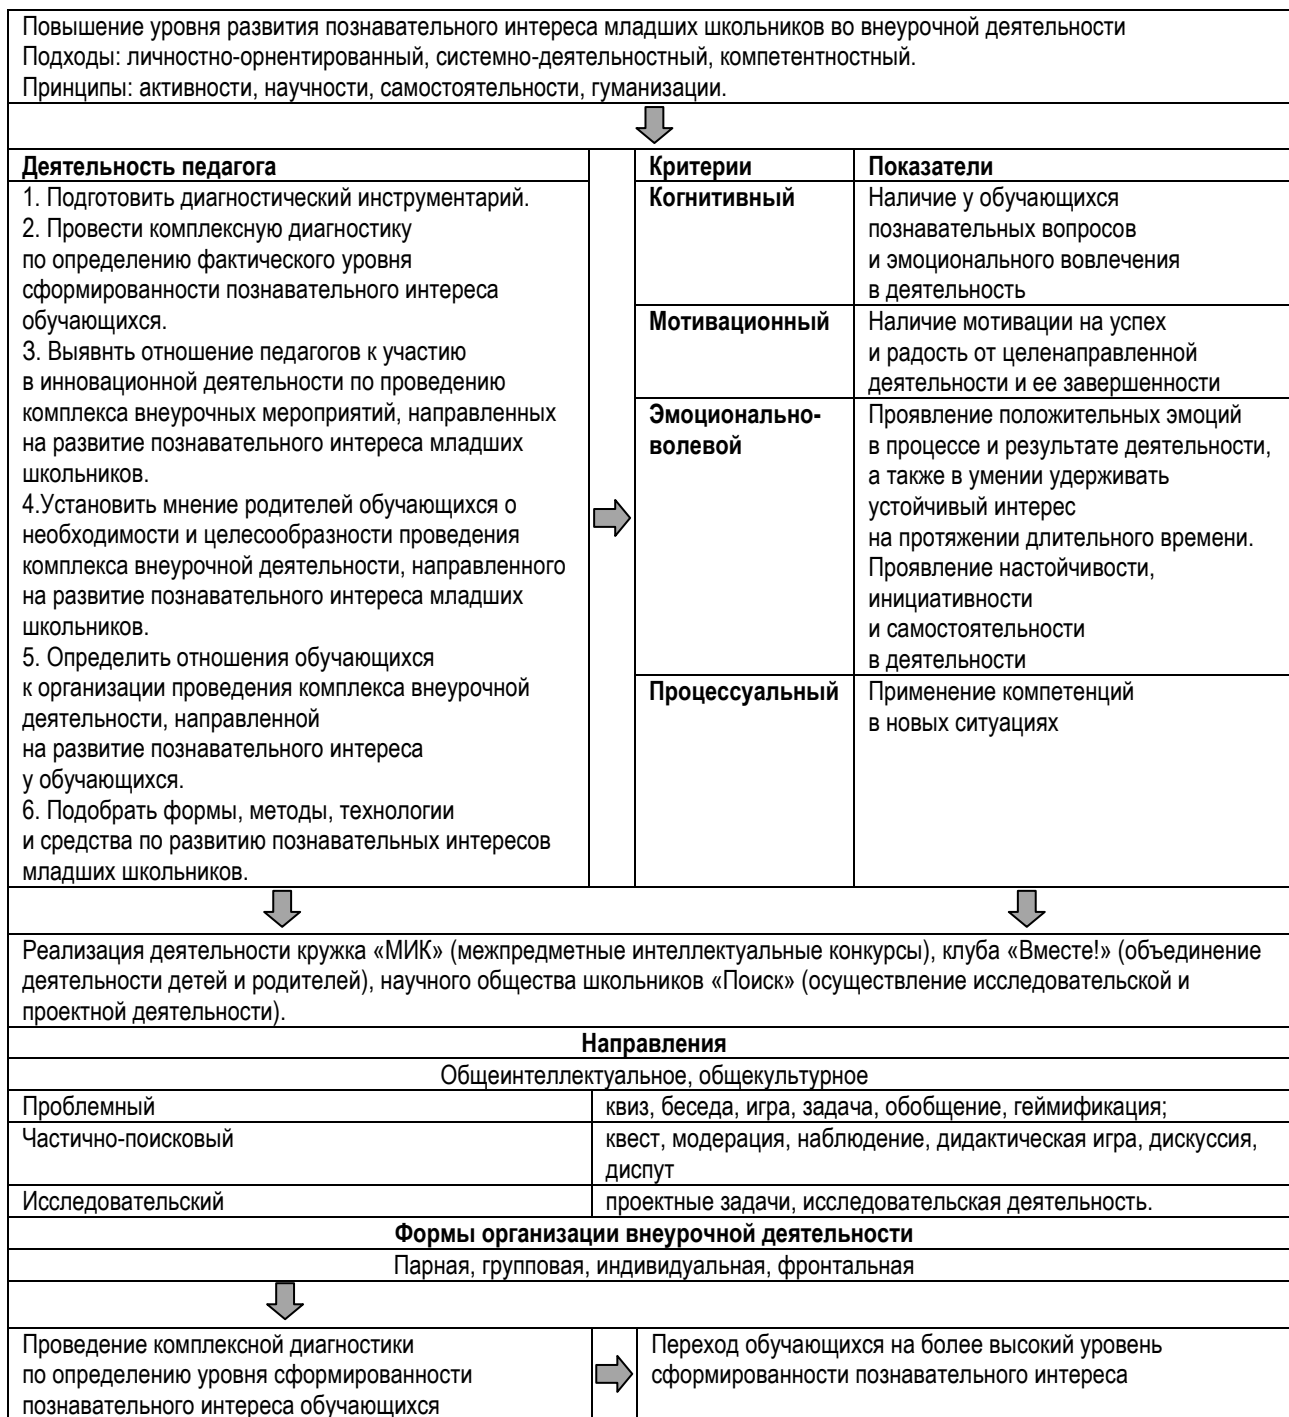 Повышение уровня развития познавательного интереса младших школьников во внеурочной деятельности
Подходы: личностно-орнентированный, системно-деятельностный, компетентностный.
Принципы: активности, научности, самостоятельности, гуманизации.
Деятельность педагога
1. Подготовить диагностический инструментарий.
2. Провести комплексную диагностику
по определению фактического уровня
сформированности познавательного интереса
обучающихся.
3. Выявнть отношение педагогов к участию
в инновационной деятельности по проведению
комплекса внеурочных мероприятий, направленных
на развитие познавательного интереса младших
школьников.
4.Установить мнение родителей обучающихся о
необходимости и целесообразности проведения
комплекса внеурочной деятельности, направленного
на развитие познавательного интереса младших
школьников.
5. Определить отношения обучающихся
к организации проведения комплекса внеурочной
деятельности, направленной
на развитие познавательного интереса
у обучающихся.
6. Подобрать формы, методы, технологии
и средства по развитию познавательных интересов
младших школьников.
Критерии
Показатели
Когнитивный
Наличие у обучающихся
познавательных вопросов
и эмоционального вовлечения
в деятельность
Мотивационный
Наличие мотивации на успех
и радость от целенаправленной
деятельности и ее завершенности
Эмоционально-
волевой
Проявление положительных эмоций
в процессе и результате деятельности,
а также в умении удерживать
устойчивый интерес
на протяжении длительного времени.
Проявление настойчивости,
инициативности
и самостоятельности
в деятельности
Процессуальный
Применение компетенций
в новых ситуациях
Реализация деятельности кружка «МИК» (межпредметные интеллектуальные конкурсы), клуба «Вместе!» (объединение
деятельности детей и родителей), научного общества школьников «Поиск» (осуществление исследовательской и
проектной деятельности).
Направления
Общеинтеллектуальное, общекультурное
Проблемный
квиз, беседа, игра, задача, обобщение, геймификация;
Частично-поисковый
квест, модерация, наблюдение, дидактическая игра, дискуссия,
диспут
Исследовательский
проектные задачи, исследовательская деятельность.
Формы организации внеурочной деятельности
Парная, групповая, индивидуальная, фронтальная
Проведение комплексной диагностики
по определению уровня сформированности
познавательного интереса обучающихся
Переход обучающихся на более высокий уровень
сформированности познавательного интереса